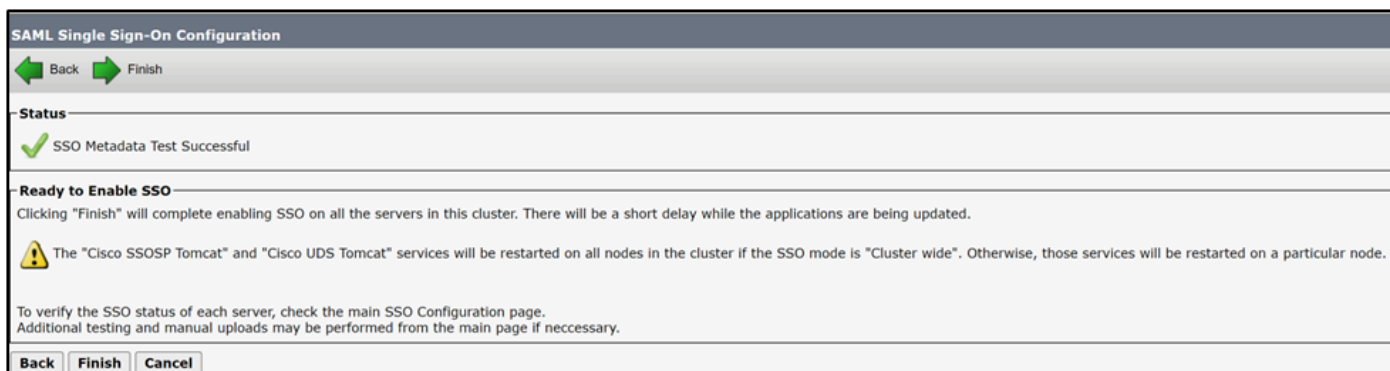 SAML Single Sign-On Configuration
Back Finish
Status
SSO Metadata Test Successful
Ready to Enable SSO
Clicking "Finish" will complete enabling SSO on all the servers in this cluster. There will be a short delay while the applications are being updated.
The "Cisco SSOSP Tomcat" and "Cisco UDS Tomcat" services will be restarted on all nodes in the cluster if the SSO mode is "Cluster wide". Otherwise, those services will be restarted on a particular node.
To verify the SSO status of each server, check the main SSO Configuration page.
Additional testing and manual uploads may be performed from the main page if neccessary.
Back Finish Cancel